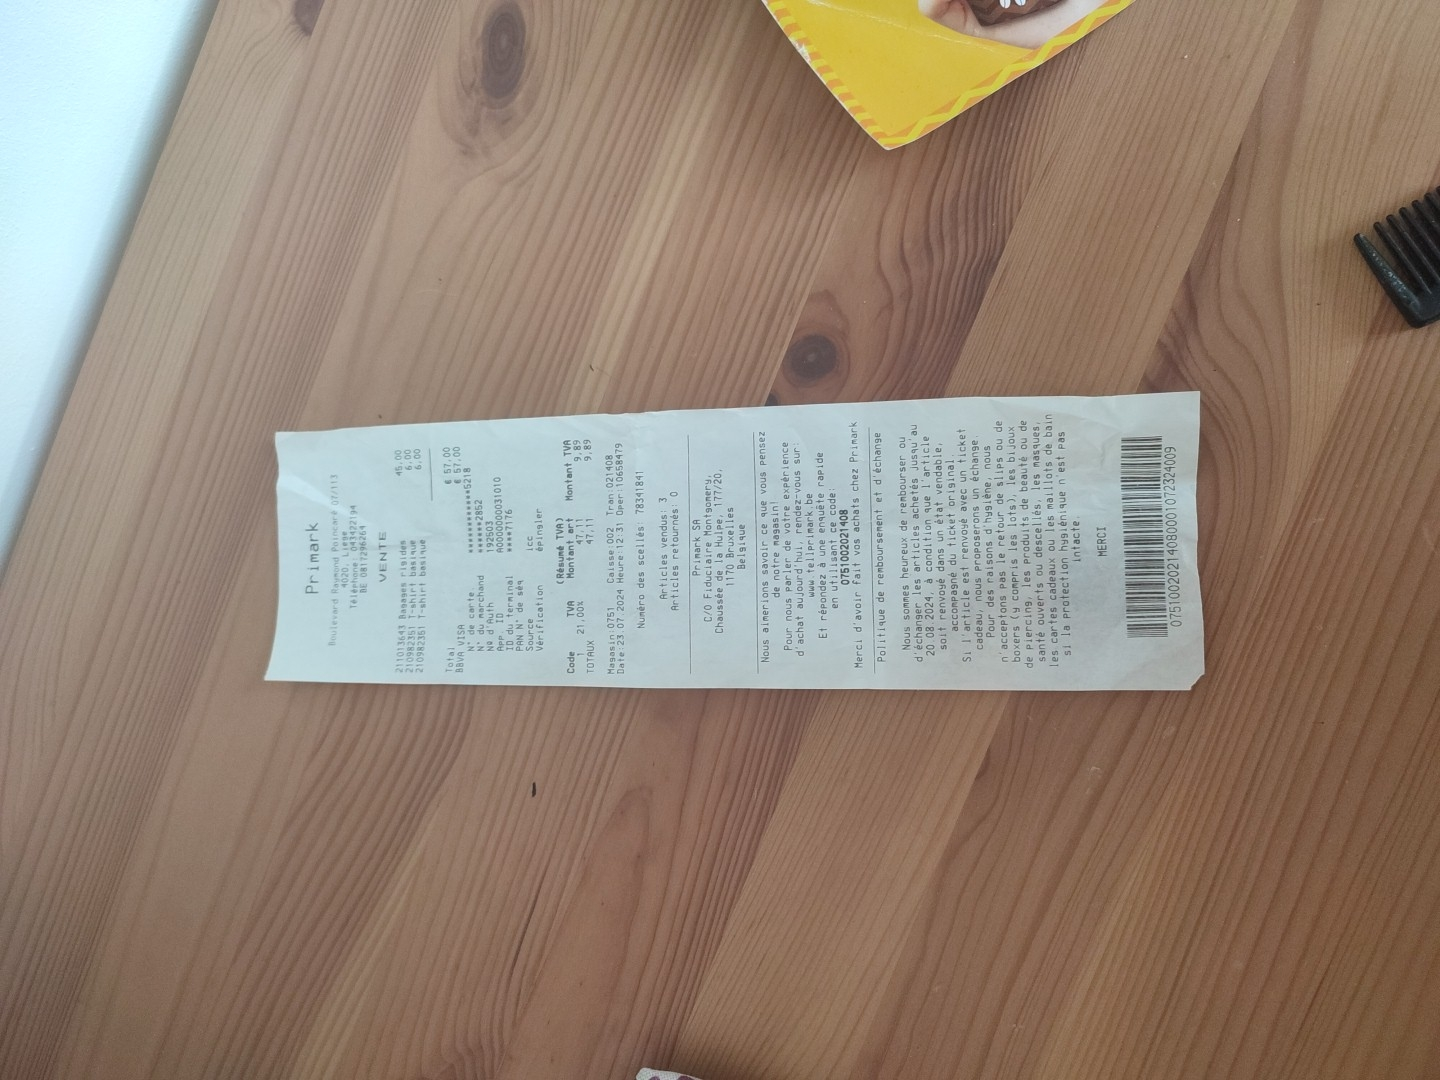 Primark
Boulevard Raymond Poincaré 07/113
4020, Liese
Téléphone: 043422194
BE 0817296264
VENTE
211013643 Bagages risides 45,00
210982351 T-shirt basique 6,00
210982351 T-shirt basique 6,00
Total € 57,00
BBVA VISA € 57,00
N° de carte: ************5218
N° du marchand ******2852
N° d'Auth 192503
App. ID A0000000031010
ID du terminal ****7176
PAN N° de seq
Source icc
Vérification épingler
(Résumé TVA)
Code TVA Montant art Montant TVA
1 21,00% 47,11 9,89
TOTAUX 47,11 9,89
Magasin:0751 Caisse:002 Tran:021408
Date:23.07.2024 Heure:12:31 Oper:10658479
Numéro des scellés: 78341841
Articles vendus: 3
Articles retournés: 0
Primark SA
C/O Fiduciaire Montgomery,
Chaussée de la Hulpe, 177/20,
1170 Bruxelles
Belgique
Nous aimerions savoir ce que vous pensez
de notre magasin!
Pour nous parler de votre expérience
d'achat aujourd'hui rendez-vous sur:
www.tellprimark.be
Et répondez à une enquête rapide
en utilisant ce code:
0751002021408
Merci d'avoir fait vos achats chez Primark
Politique de remboursement et d'échange
Nous sommes heureux de rembourser ou
d'échanger les articles achetés jusqu'au
20.08.2024, à condition que l'article
soit renvoyé, dans un état vendable,
accompagné du ticket original.
Si l'article est renvoyé avec un ticket
cadeau, nous proposerons un échange.
Pour des raisons d'hygiène, nous
n'acceptons pas le retour de slips ou de
boxers (y compris les lots), les bijoux
de piercing, les produits de beauté ou de
santé ouverts ou descellés, les masques,
les cartes cadeaux ou les maillots de bain
si la protection hygiénique n'est pas
intacte.
MERCI
07510020214080001072324009